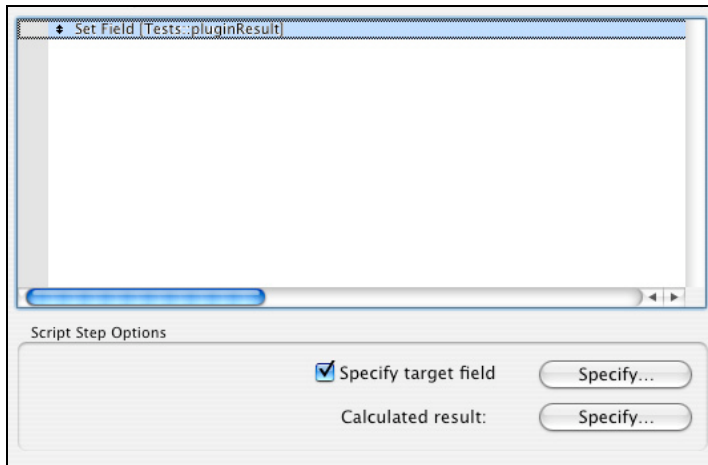 Set Field [Tests::pluginResult]
Script Step Options
Specify target field Specify...
Calculated result: Specify...